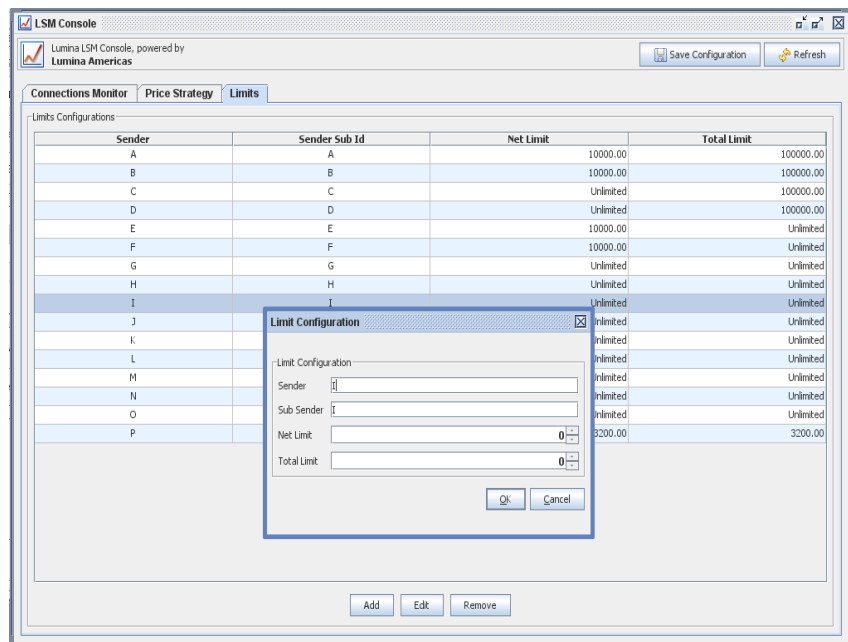 LSM Console
Lumina LSM Console, powered by
Lumina Americas
Save Configuration Refresh
Connections Monitor Price Strategy Limits
Limits Configurations
Sender Sender Sub Id Net Limit Total Limit
A A 10000.00 100000.00
B B 10000.00 100000.00
C C Unlimited 100000.00
D D Unlimited 100000.00
E E 10000.00 Unlimited
F F 10000.00 Unlimited
G G Unlimited Unlimited
H H Unlimited Unlimited
I I Unlimited Unlimited
J Unlimited
K Unlimited
L Unlimited
M Unlimited
N Unlimited
O Unlimited
P 3200.00 3200.00
Limit Configuration
Limit Configuration
Sender I
Sub Sender I
Net Limit 0
Total Limit 0
OK Cancel
Add Edit Remove